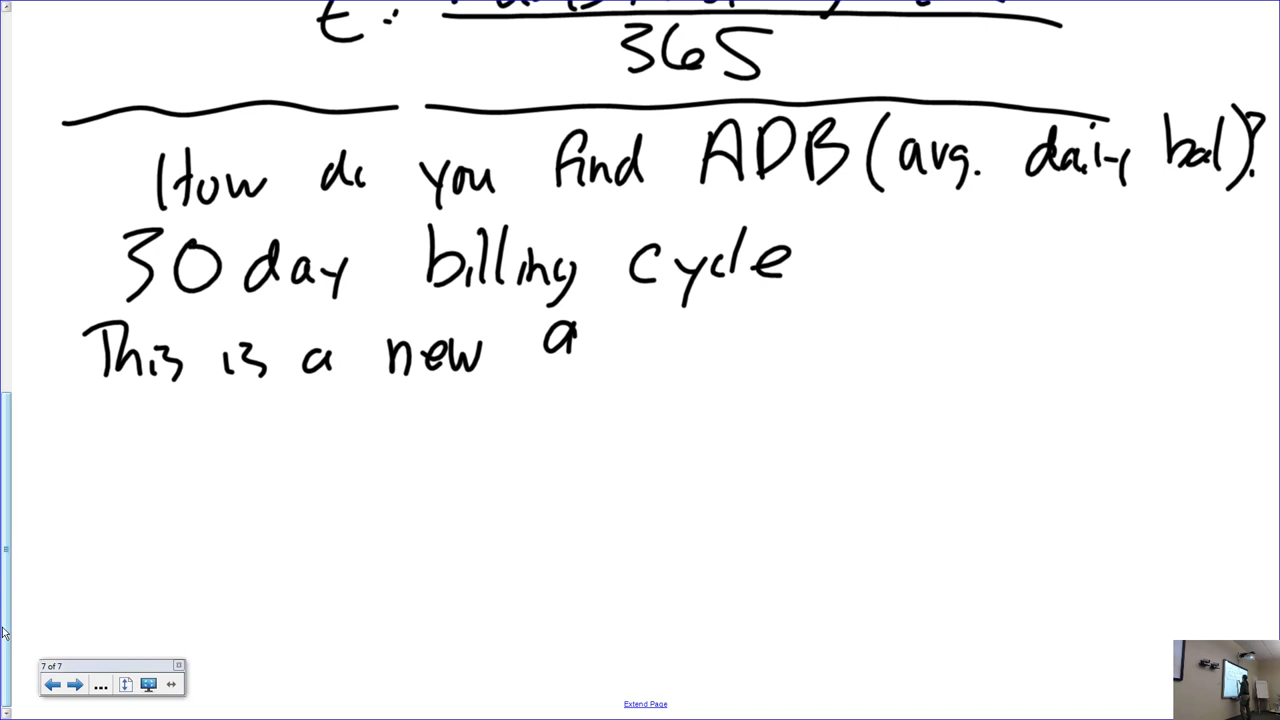 t:
365
How do you find ADB (avg. daily bal)?
30 day billing cycle
This is a new a
7 of 7
Extend Page